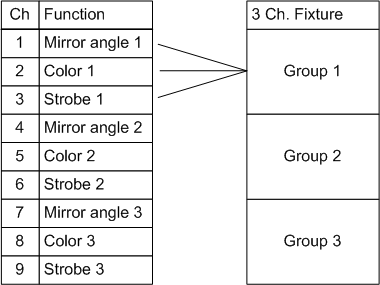 Ch Function
1 Mirror angle 1
2 Color 1
3 Strobe 1
4 Mirror angle 2
5 Color 2
6 Strobe 2
7 Mirror angle 3
8 Color 3
9 Strobe 3
3 Ch. Fixture
Group 1
Group 2
Group 3